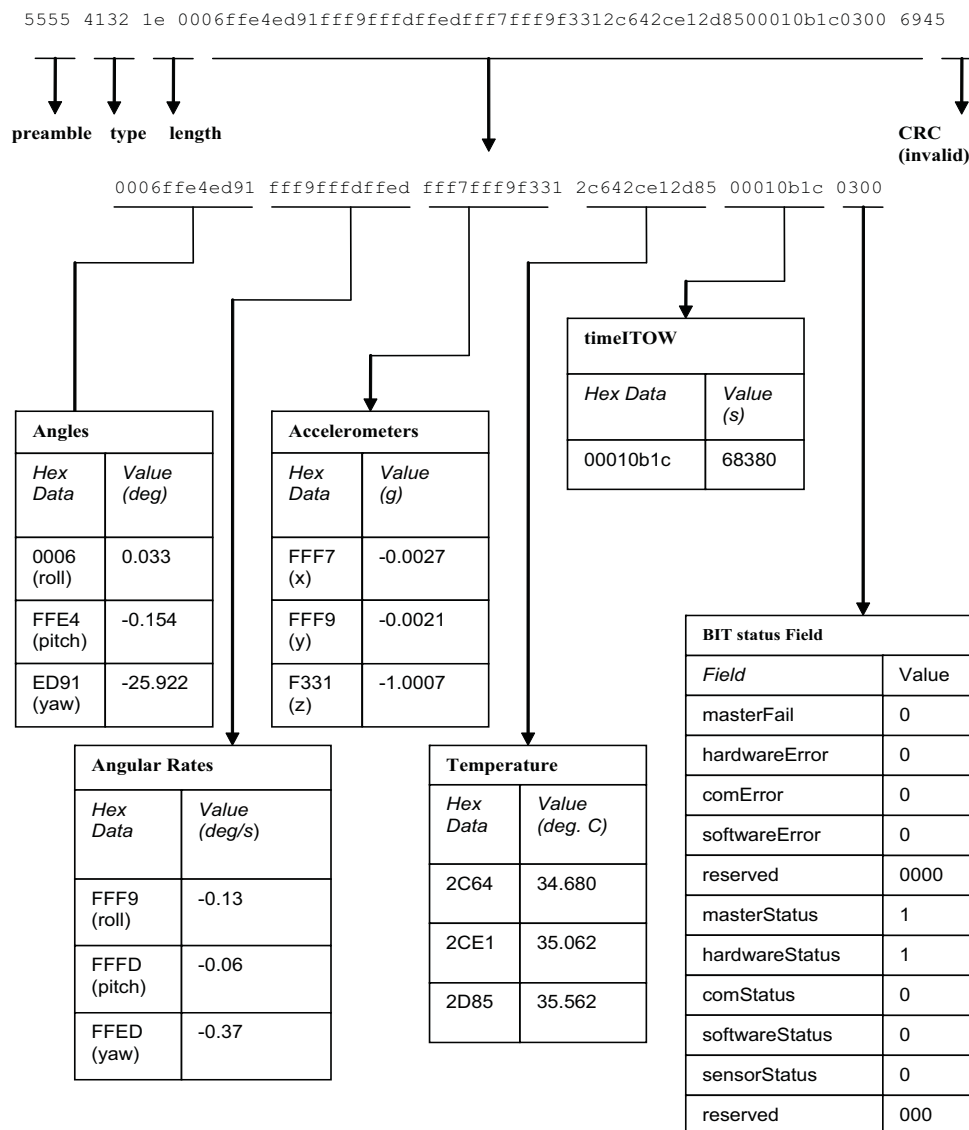 5555 4132 1e 0006ffe4ed91fff9fffdffedfff7fff9f3312c642ce12d8500010b1c0300 6945
preamble type length
CRC
(invalid)
0006ffe4ed91 fff9fffdffed fff7fff9f331 2c642ce12d85 00010b1c 0300
timeITOW
Hex Data Value
(s)
00010b1c 68380
Angles
Hex
Data Value
(deg)
0006
(roll) 0.033
FFE4
(pitch) -0.154
ED91
(yaw) -25.922
Accelerometers
Hex
Data Value
(g)
FFF7
(x) -0.0027
FFF9
(y) -0.0021
F331
(z) -1.0007
Angular Rates
Hex
Data Value
(deg/s)
FFF9
(roll) -0.13
FFFD
(pitch) -0.06
FFED
(yaw) -0.37
Temperature
Hex
Data Value
(deg. C)
2C64 34.680
2CE1 35.062
2D85 35.562
BIT status Field
Field Value
masterFail 0
hardwareError 0
comError 0
softwareError 0
reserved 0000
masterStatus 1
hardwareStatus 1
comStatus 0
softwareStatus 0
sensorStatus 0
reserved 000